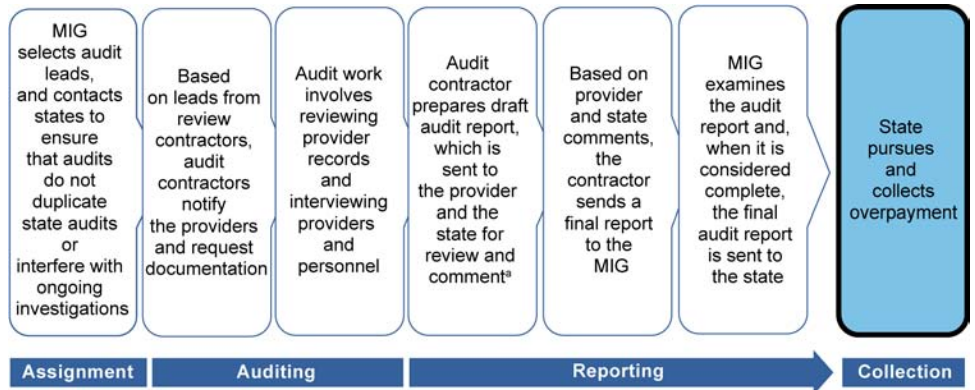 MIG
selects audit
leads,
and contacts
states to
ensure
that audits
do not
duplicate
state audits
or
interfere with
ongoing
investigations
Based
on leads from
review
contractors,
audit
contractors
notify
the providers
and request
documentation
Audit work
involves
reviewing
provider
records
and
interviewing
providers
and
personnel
Audit
contractor
prepares draft
audit report,
which is
sent to
the provider
and the
state for
review and
commentᵃ
Based on
provider
and state
comments,
the
contractor
sends a
final report
to the
MIG
MIG
examines
the audit
report and,
when it is
considered
complete,
the final
audit report
is sent to
the state
State
pursues
and
collects
overpayment
Assignment
Auditing
Reporting
Collection